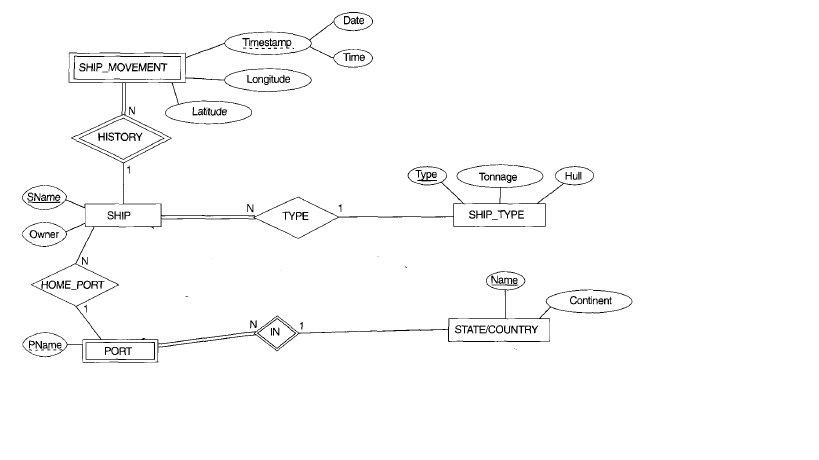 Date
Timestamp
Time
SHIP_MOVEMENT
Longitude
Latitude
N
HISTORY
1
SName
Owner
SHIP
N
TYPE
1
Type
Tonnage
Hull
SHIP_TYPE
N
HOME_PORT
1
Name
Continent
PName
PORT
N
IN
1
STATE/COUNTRY